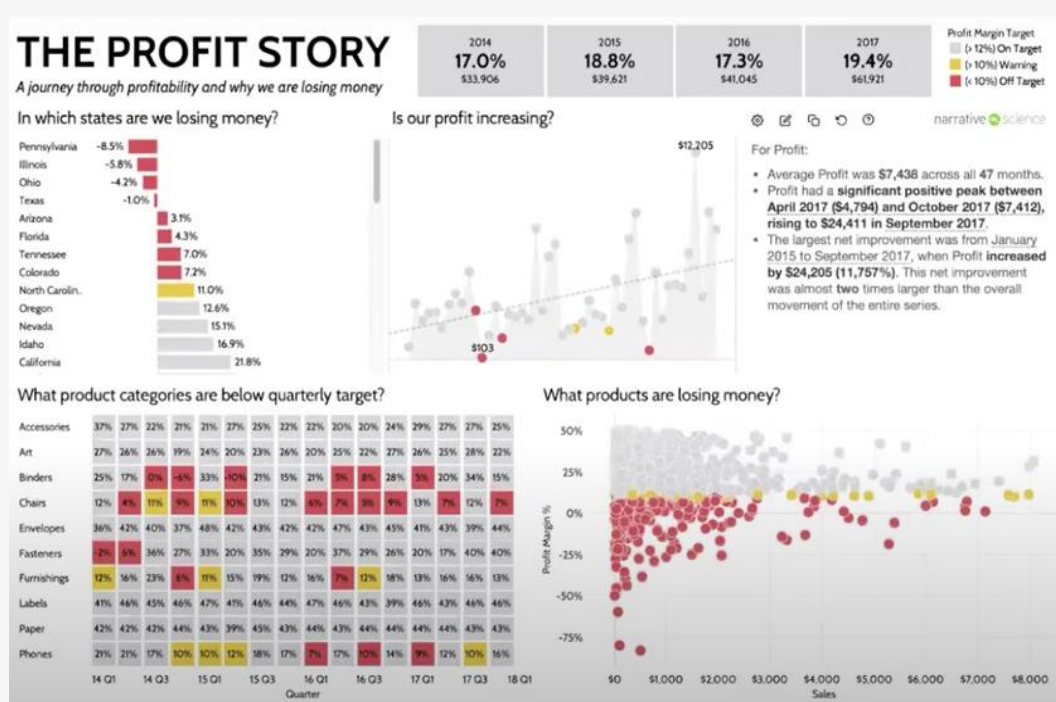 THE PROFIT STORY
A journey through profitability and why we are losing money
2014
17.0%
$33,906
2015
18.8%
$39,621
2016
17.3%
$41,045
2017
19.4%
$61,921
Profit Margin Target
(> 12%) On Target
(> 10%) Warning
(< 10%) Off Target
In which states are we losing money?
Pennsylvania -8.5%
Illinois -5.8%
Ohio -4.2%
Texas -1.0%
Arizona 3.1%
Florida 4.3%
Tennessee 7.0%
Colorado 7.2%
North Carolin.. 11.0%
Oregon 12.6%
Nevada 15.1%
Idaho 16.9%
California 21.8%
Is our profit increasing?
$12,205
$103
narrative science
For Profit:
• Average Profit was $7,438 across all 47 months.
• Profit had a significant positive peak between
April 2017 ($4,794) and October 2017 ($7,412),
rising to $24,411 in September 2017.
• The largest net improvement was from January
2015 to September 2017, when Profit increased
by $24,205 (11,757%). This net improvement
was almost two times larger than the overall
movement of the entire series.
What product categories are below quarterly target?
Accessories 37% 27% 22% 21% 21% 27% 25% 22% 22% 20% 20% 24% 29% 27% 27% 25%
Art 27% 26% 26% 19% 24% 20% 23% 26% 20% 25% 22% 27% 26% 25% 28% 22%
Binders 25% 17% 0% -6% 33% -10% 21% 15% 21% 5% 8% 28% 5% 20% 34% 15%
Chairs 12% 4% 11% 9% 11% 10% 13% 12% 6% 7% 5% 9% 13% 7% 12% 7%
Envelopes 36% 42% 40% 37% 48% 42% 43% 42% 42% 47% 43% 45% 41% 43% 39% 44%
Fasteners -2% 6% 36% 27% 33% 20% 35% 29% 20% 37% 29% 26% 20% 17% 40% 40%
Furnishings 12% 16% 23% 6% 11% 15% 19% 12% 16% 7% 12% 18% 13% 16% 16% 13%
Labels 41% 46% 45% 46% 47% 41% 46% 44% 47% 46% 43% 39% 46% 43% 46% 46%
Paper 42% 42% 42% 44% 43% 39% 45% 43% 44% 43% 44% 44% 44% 44% 43% 43%
Phones 21% 21% 17% 10% 10% 12% 18% 17% 7% 17% 10% 14% 9% 12% 10% 16%
14 Q1 14 Q3 15 Q1 15 Q3 16 Q1 16 Q3 17 Q1 17 Q3 18 Q1
Quarter
What products are losing money?
Profit Margin %
50%
25%
0%
-25%
-50%
-75%
$0 $1,000 $2,000 $3,000 $4,000 $5,000 $6,000 $7,000 $8,000
Sales